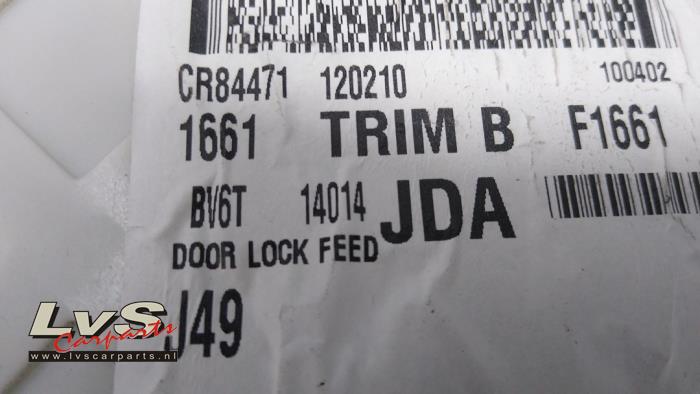 CR84471 120210 100402
1661 TRIM B F1661
BV6T 14014 JDA
DOOR LOCK FEED
J49
LvS
Carparts
www.lvscarparts.nl